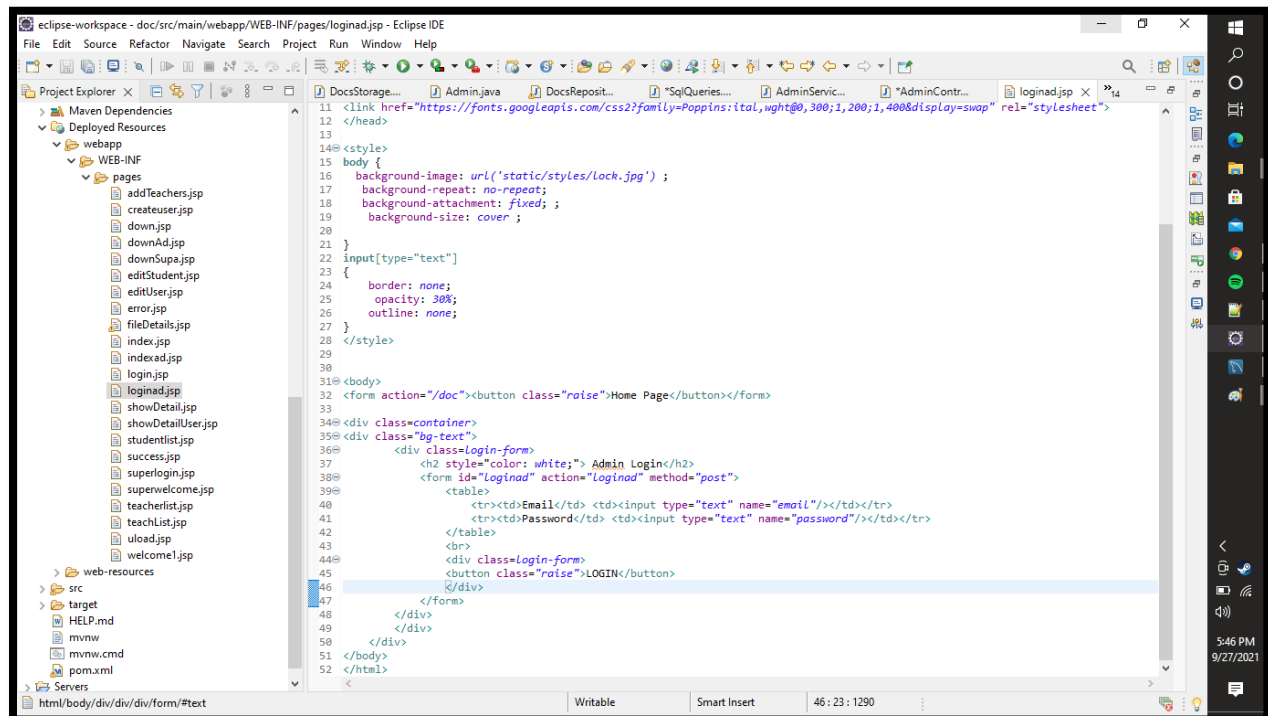 eclipse-workspace - doc/src/main/webapp/WEB-INF/pages/loginad.jsp - Eclipse IDE
File Edit Source Refactor Navigate Search Project Run Window Help
Project Explorer
DocsStorage.... Admin.java DocsReposit... *SqlQueries.... AdminServic... *AdminContr... loginad.jsp »14
Maven Dependencies
Deployed Resources
webapp
WEB-INF
pages
addTeachers.jsp
createuser.jsp
down.jsp
downAd.jsp
downSupa.jsp
editStudent.jsp
editUser.jsp
error.jsp
fileDetails.jsp
index.jsp
indexad.jsp
login.jsp
loginad.jsp
showDetail.jsp
showDetailUser.jsp
studentlist.jsp
success.jsp
superlogin.jsp
superwelcome.jsp
teacherlist.jsp
teachList.jsp
uload.jsp
welcome1.jsp
web-resources
src
target
HELP.md
mvnw
mvnw.cmd
pom.xml
Servers
11 <link href="https://fonts.googleapis.com/css2?family=Poppins:ital,wght@0,300;1,200;1,400&display=swap" rel="stylesheet">
12 </head>
13
14 <style>
15 body {
16 background-image: url('static/styles/lock.jpg') ;
17 background-repeat: no-repeat;
18 background-attachment: fixed; ;
19 background-size: cover ;
20
21 }
22 input[type="text"]
23 {
24 border: none;
25 opacity: 30%;
26 outline: none;
27 }
28 </style>
29
30
31 <body>
32 <form action="/doc"><button class="raise">Home Page</button></form>
33
34 <div class=container>
35 <div class="bg-text">
36 <div class=login-form>
37 <h2 style="color: white;"> Admin Login</h2>
38 <form id="loginad" action="loginad" method="post">
39 <table>
40 <tr><td>Email</td> <td><input type="text" name="email"/></td></tr>
41 <tr><td>Password</td> <td><input type="text" name="password"/></td></tr>
42 </table>
43 <br>
44 <div class=login-form>
45 <button class="raise">LOGIN</button>
46 </div>
47 </form>
48 </div>
49 </div>
50 </div>
51 </body>
52 </html>
html/body/div/div/div/form/#text Writable Smart Insert 46 : 23 : 1290
5:46 PM
9/27/2021